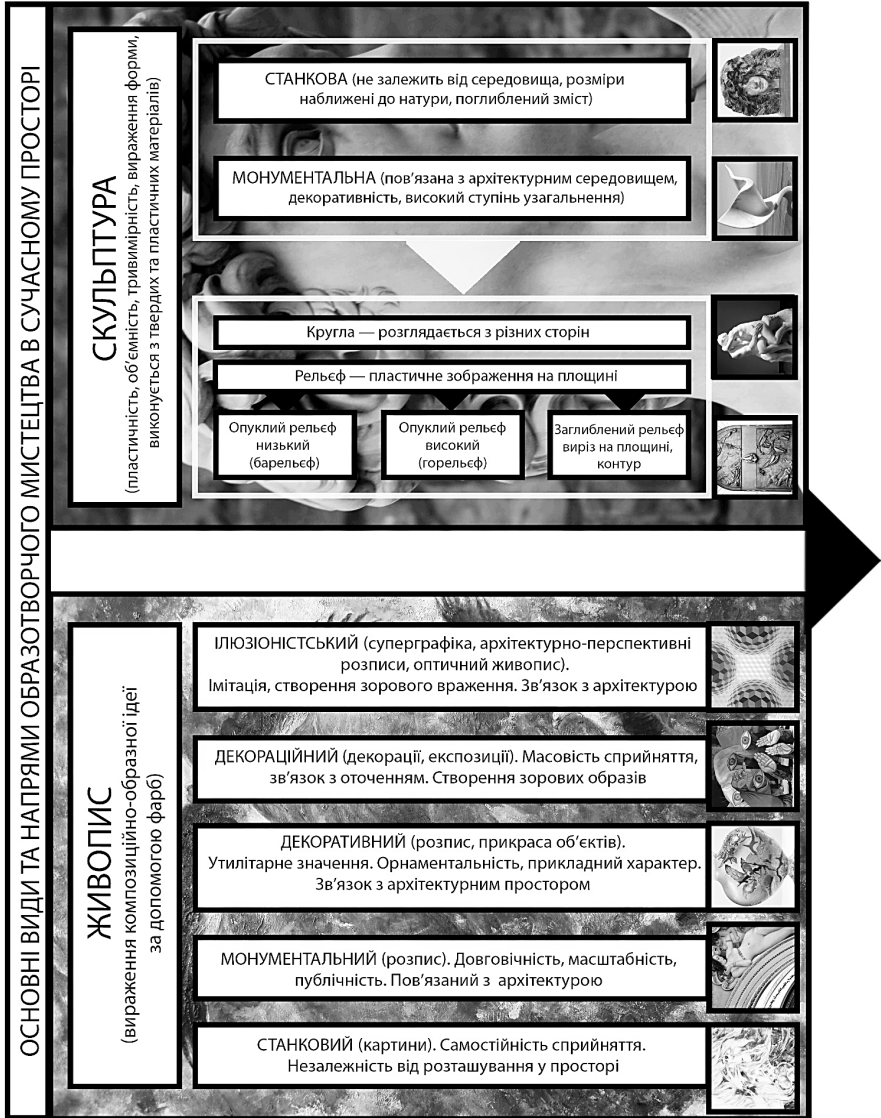 ОСНОВНІ ВИДИ ТА НАПРЯМИ ОБРАЗОТВОРЧОГО МИСТЕЦТВА В СУЧАСНОМУ ПРОСТОРІ
СКУЛЬПТУРА
(пластичність, об'ємність, тривимірність, вираження форми,
виконується з твердих та пластичних матеріалів)
СТАНКОВА (не залежить від середовища, розміри
наближені до натури, поглиблений зміст)
МОНУМЕНТАЛЬНА (пов'язана з архітектурним середовищем,
декоративність, високий ступінь узагальнення)
Кругла — розглядається з різних сторін
Рельєф — пластичне зображення на площині
Опуклий рельєф
низький
(барельєф)
Опуклий рельєф
високий
(горельєф)
Заглиблений рельєф
виріз на площині,
контур
ЖИВОПИС
(вираження композиційно-образної ідеї
за допомогою фарб)
ІЛЮЗІОНІСТСЬКИЙ (суперграфіка, архітектурно-перспективні
розписи, оптичний живопис).
Імітація, створення зорового враження. Зв'язок з архітектурою
ДЕКОРАЦІЙНИЙ (декорації, експозиції). Масовість сприйняття,
зв'язок з оточенням. Створення зорових образів
ДЕКОРАТИВНИЙ (розпис, прикраса об'єктів).
Утилітарне значення. Орнаментальність, прикладний характер.
Зв'язок з архітектурним простором
МОНУМЕНТАЛЬНИЙ (розпис). Довговічність, масштабність,
публічність. Пов'язаний з архітектурою
СТАНКОВИЙ (картини). Самостійність сприйняття.
Незалежність від розташування у просторі